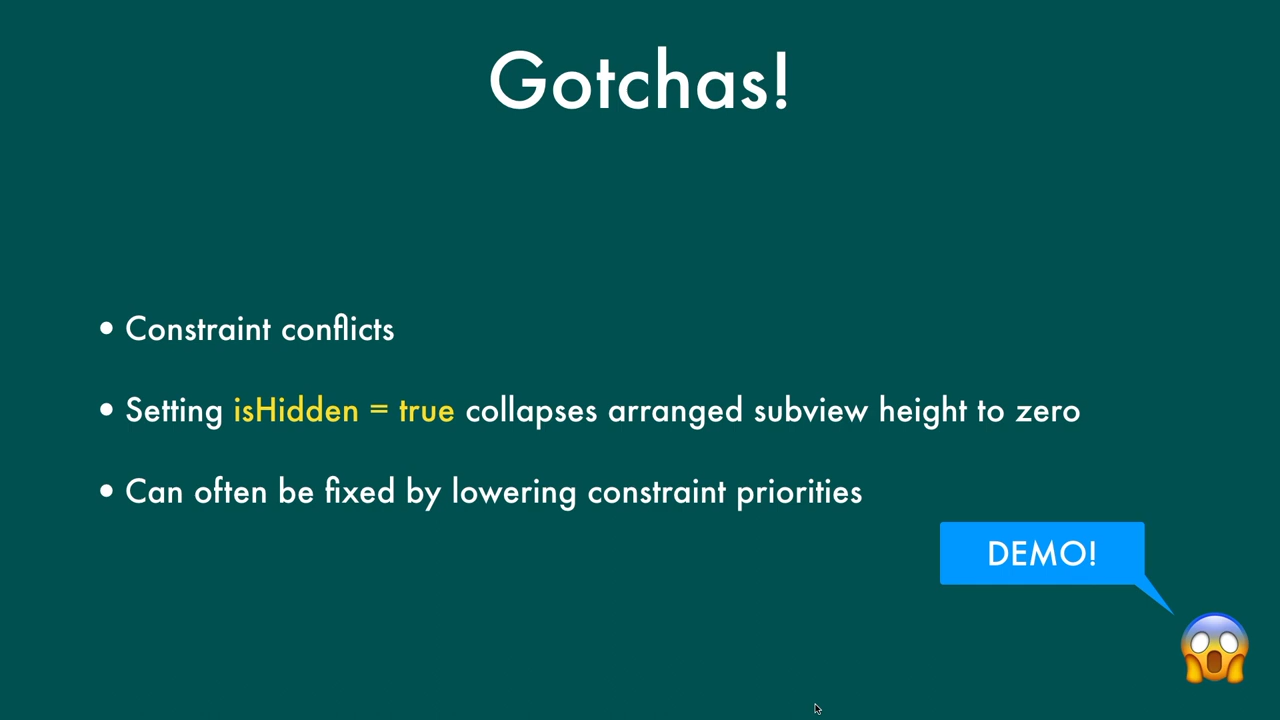 Gotchas!
• Constraint conflicts
• Setting isHidden = true collapses arranged subview height to zero
• Can often be fixed by lowering constraint priorities
DEMO!